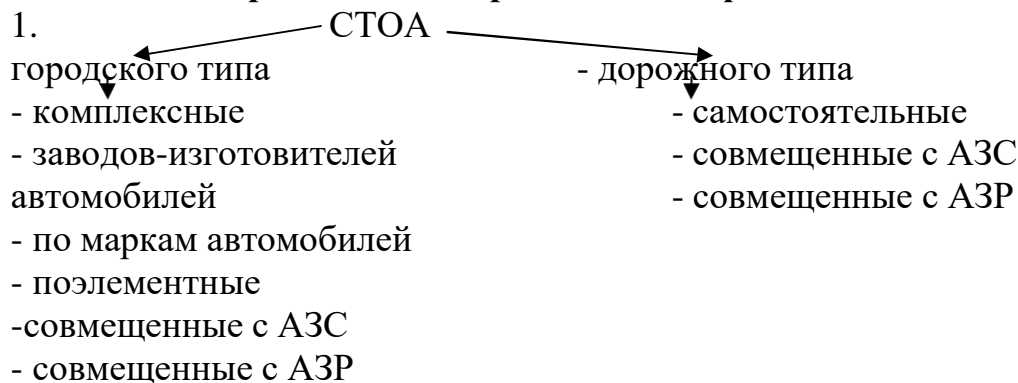 1. СТОА
городского типа - дорожного типа
- комплексные - самостоятельные
- заводов-изготовителей - совмещенные с АЗС
автомобилей - совмещенные с АЗР
- по маркам автомобилей
- поэлементные
-совмещенные с АЗС
- совмещенные с АЗР